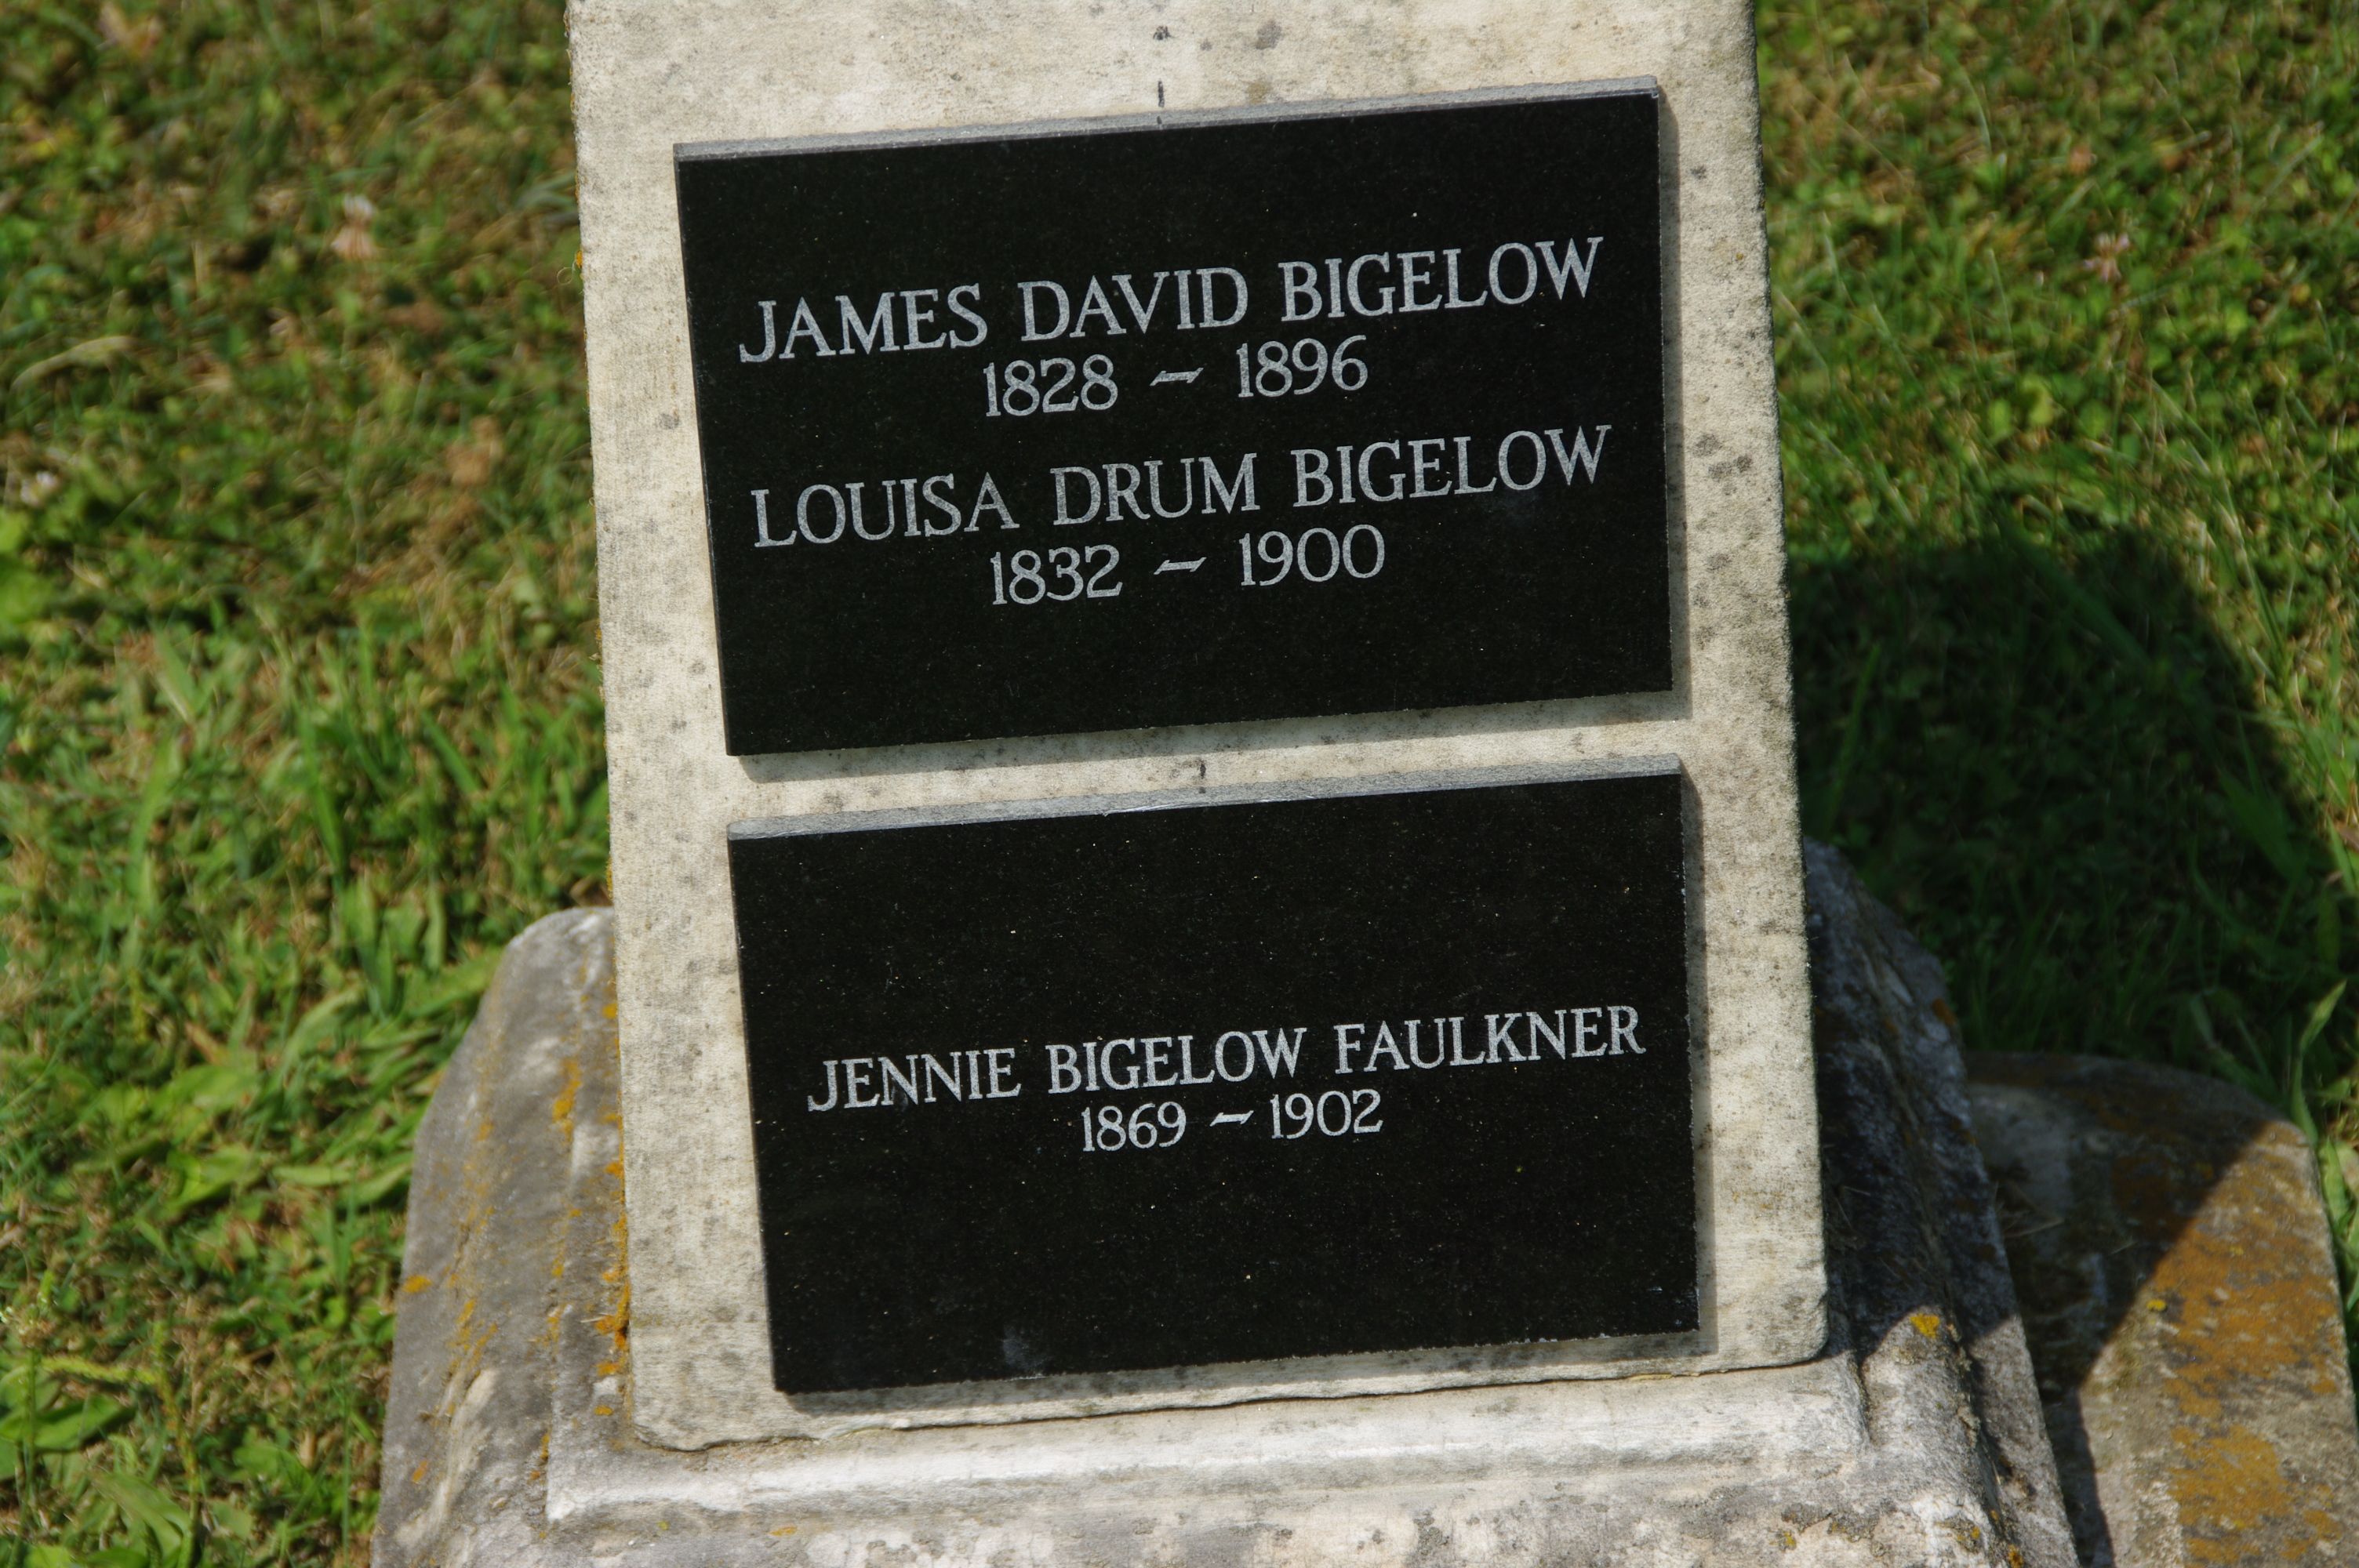 JAMES DAVID BIGELOW
1828 ~ 1896
LOUISA DRUM BIGELOW
1832 ~ 1900
JENNIE BIGELOW FAULKNER
1869 ~ 1902